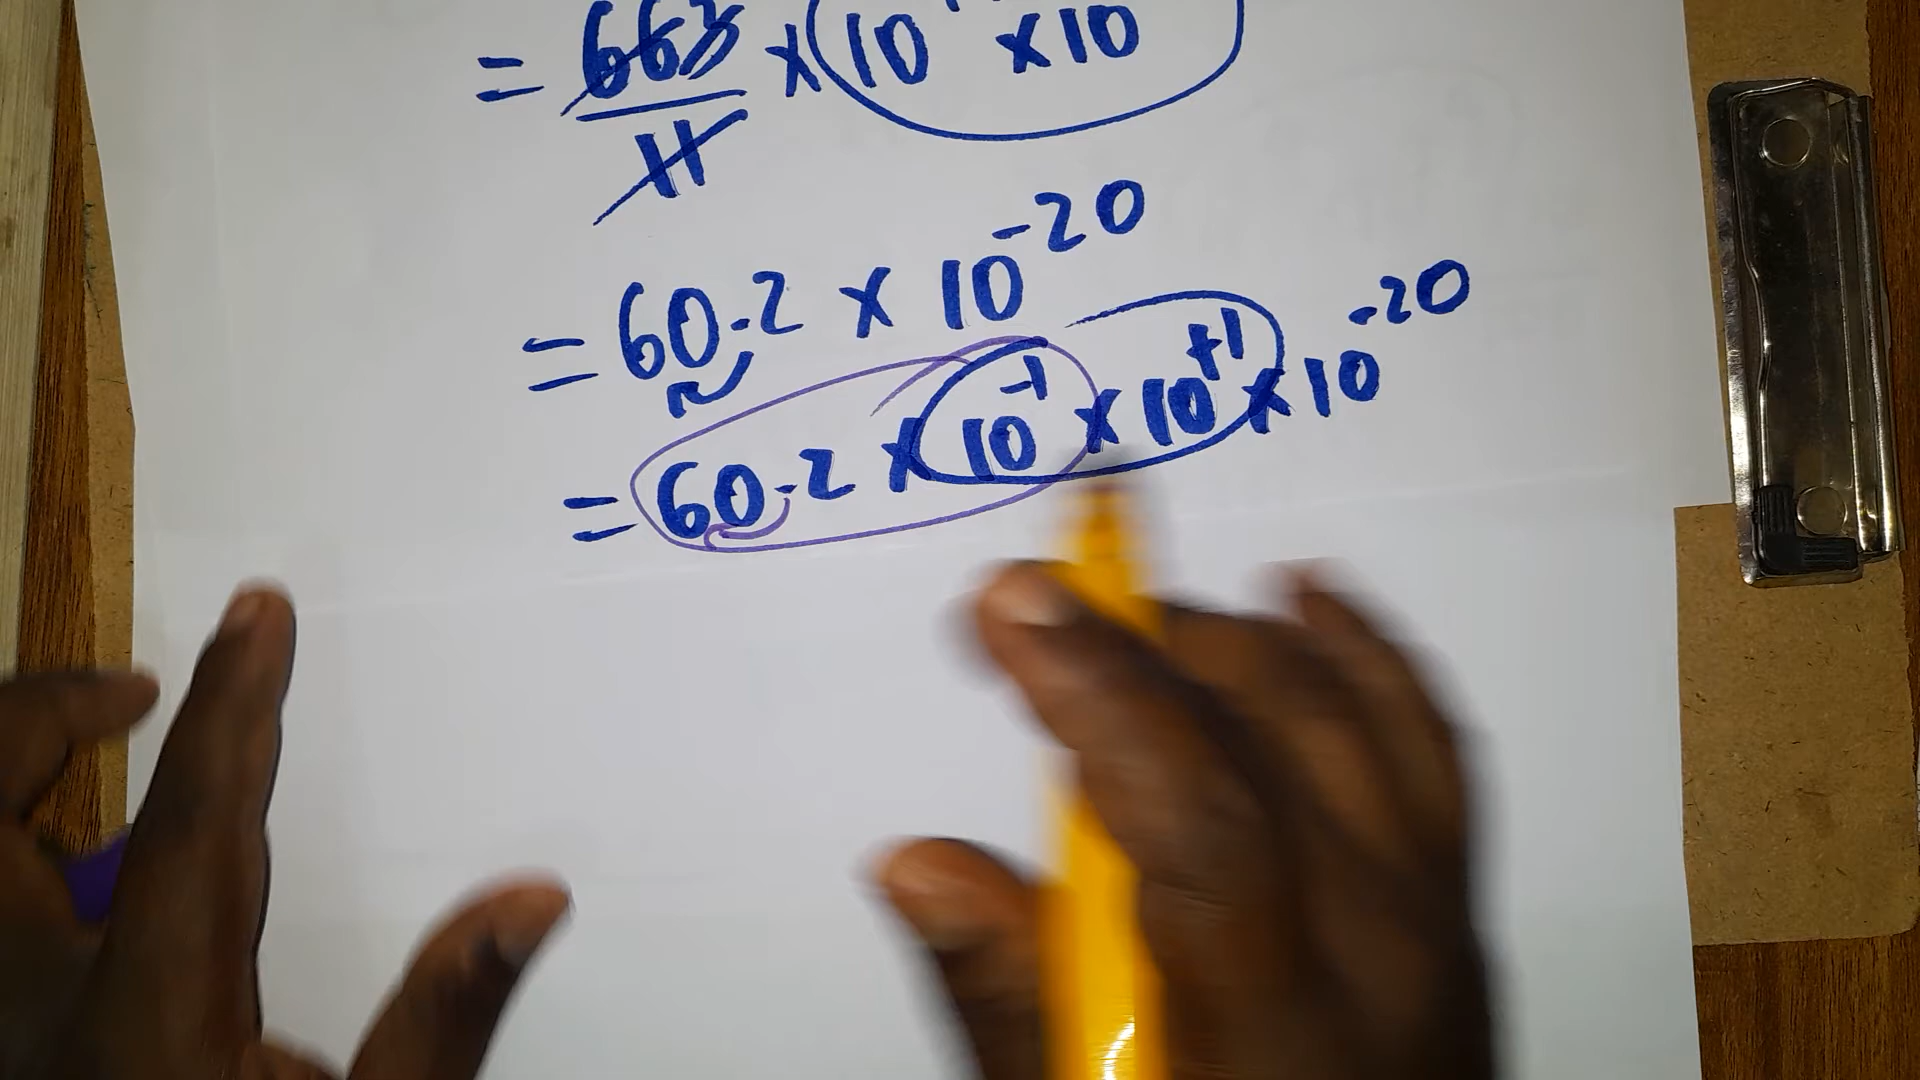 = 663/11 × (10 × 10
= 60.2 × 10⁻²⁰
= 60.2 × 10⁻¹ × 10⁺¹ × 10⁻²⁰